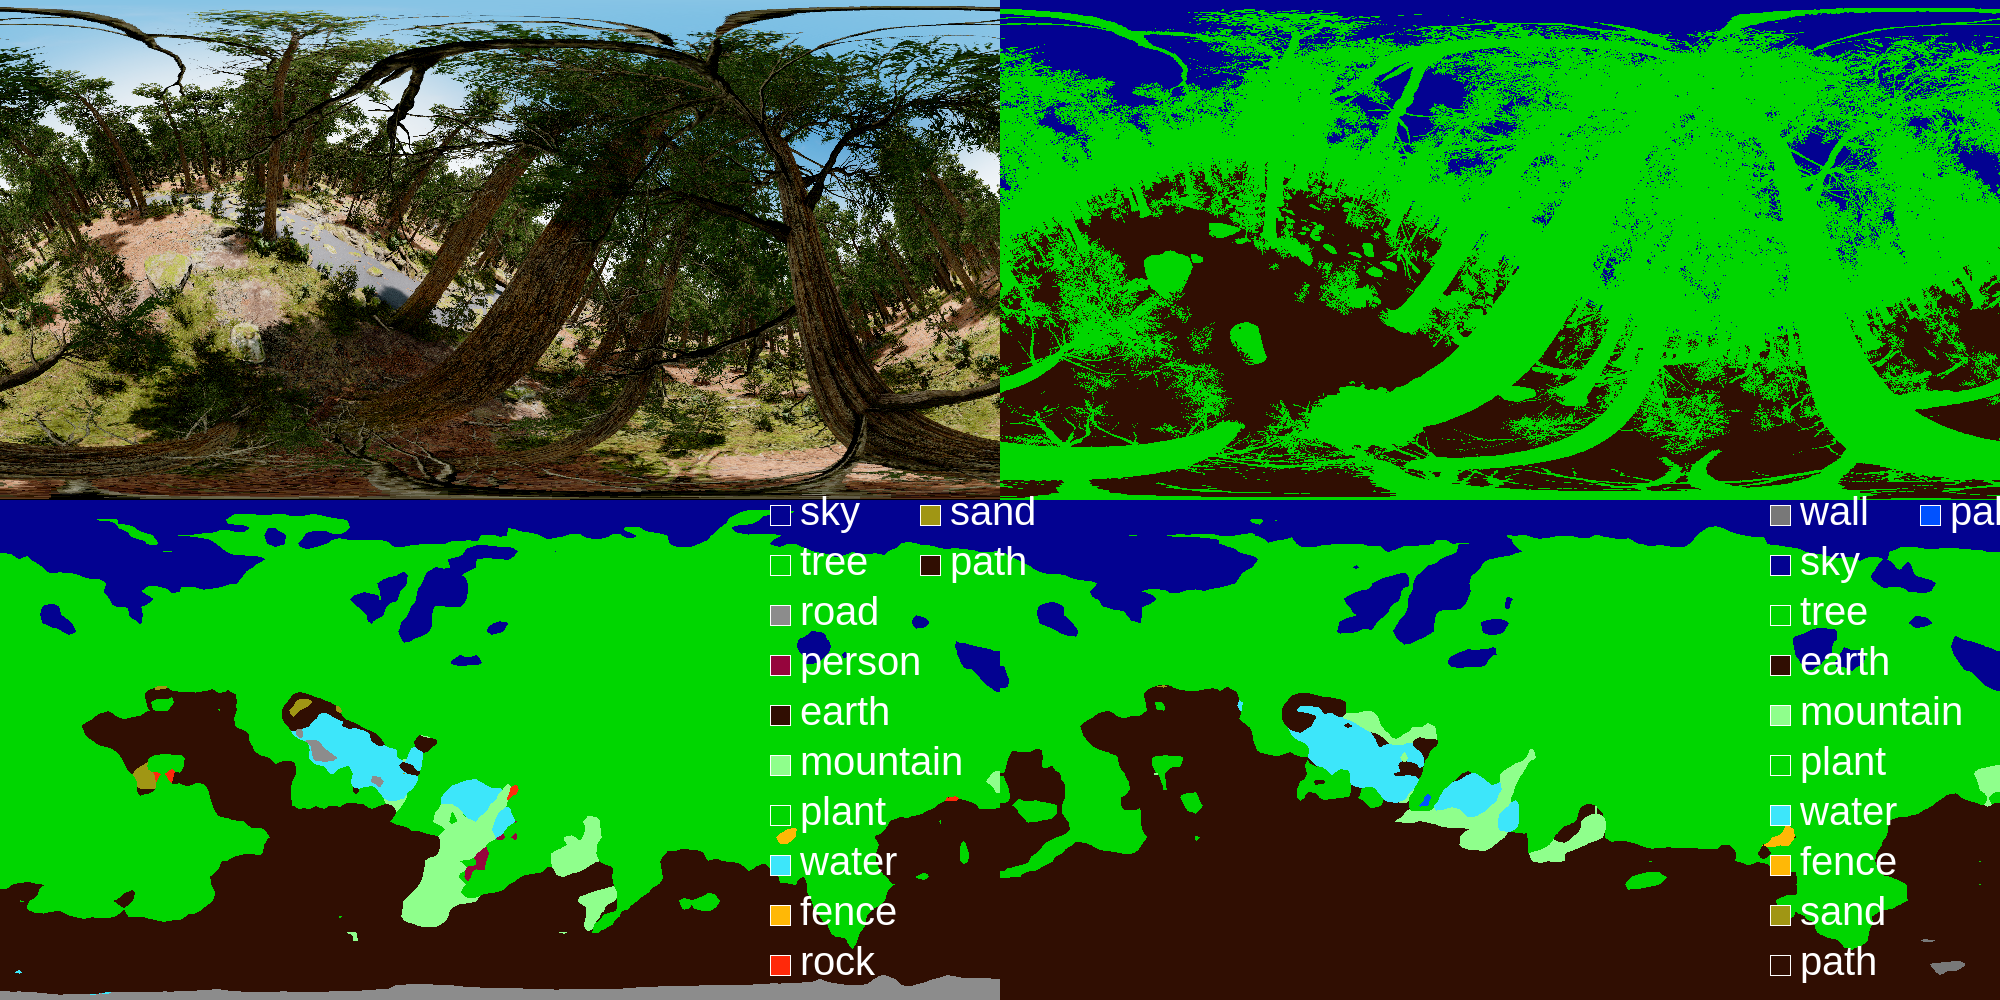 sky sand
tree path
road
person
earth
mountain
plant
water
fence
rock
wall pal
sky
tree
earth
mountain
plant
water
fence
sand
path